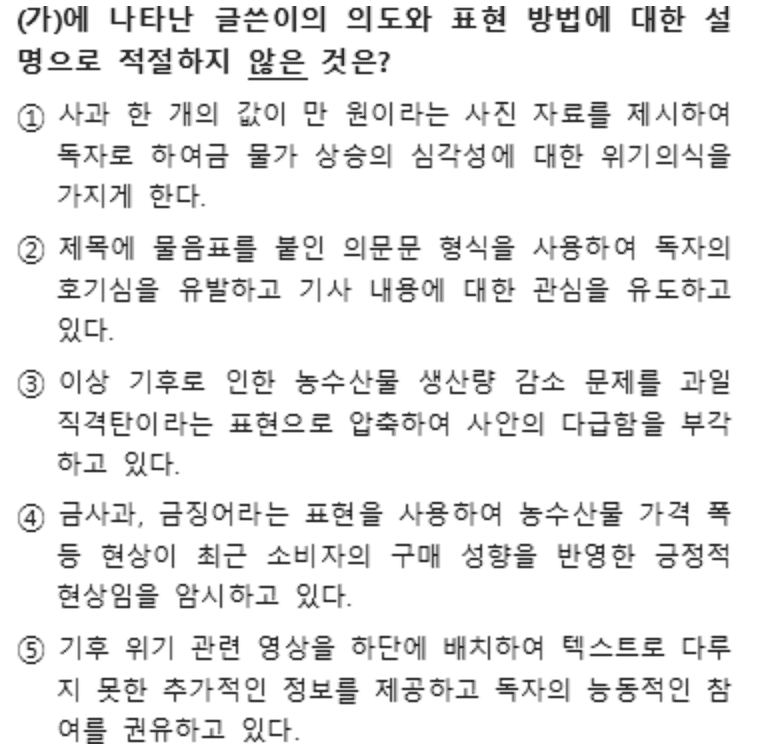 (가)에 나타난 글쓴이의 의도와 표현 방법에 대한 설
명으로 적절하지 않은 것은?
① 사과 한 개의 값이 만 원이라는 사진 자료를 제시하여
독자로 하여금 물가 상승의 심각성에 대한 위기의식을
가지게 한다.
② 제목에 물음표를 붙인 의문문 형식을 사용하여 독자의
호기심을 유발하고 기사 내용에 대한 관심을 유도하고
있다.
③ 이상 기후로 인한 농수산물 생산량 감소 문제를 과일
직격탄이라는 표현으로 압축하여 사안의 다급함을 부각
하고 있다.
④ 금사과, 금징어라는 표현을 사용하여 농수산물 가격 폭
등 현상이 최근 소비자의 구매 성향을 반영한 긍정적
현상임을 암시하고 있다.
⑤ 기후 위기 관련 영상을 하단에 배치하여 텍스트로 다루
지 못한 추가적인 정보를 제공하고 독자의 능동적인 참
여를 권유하고 있다.